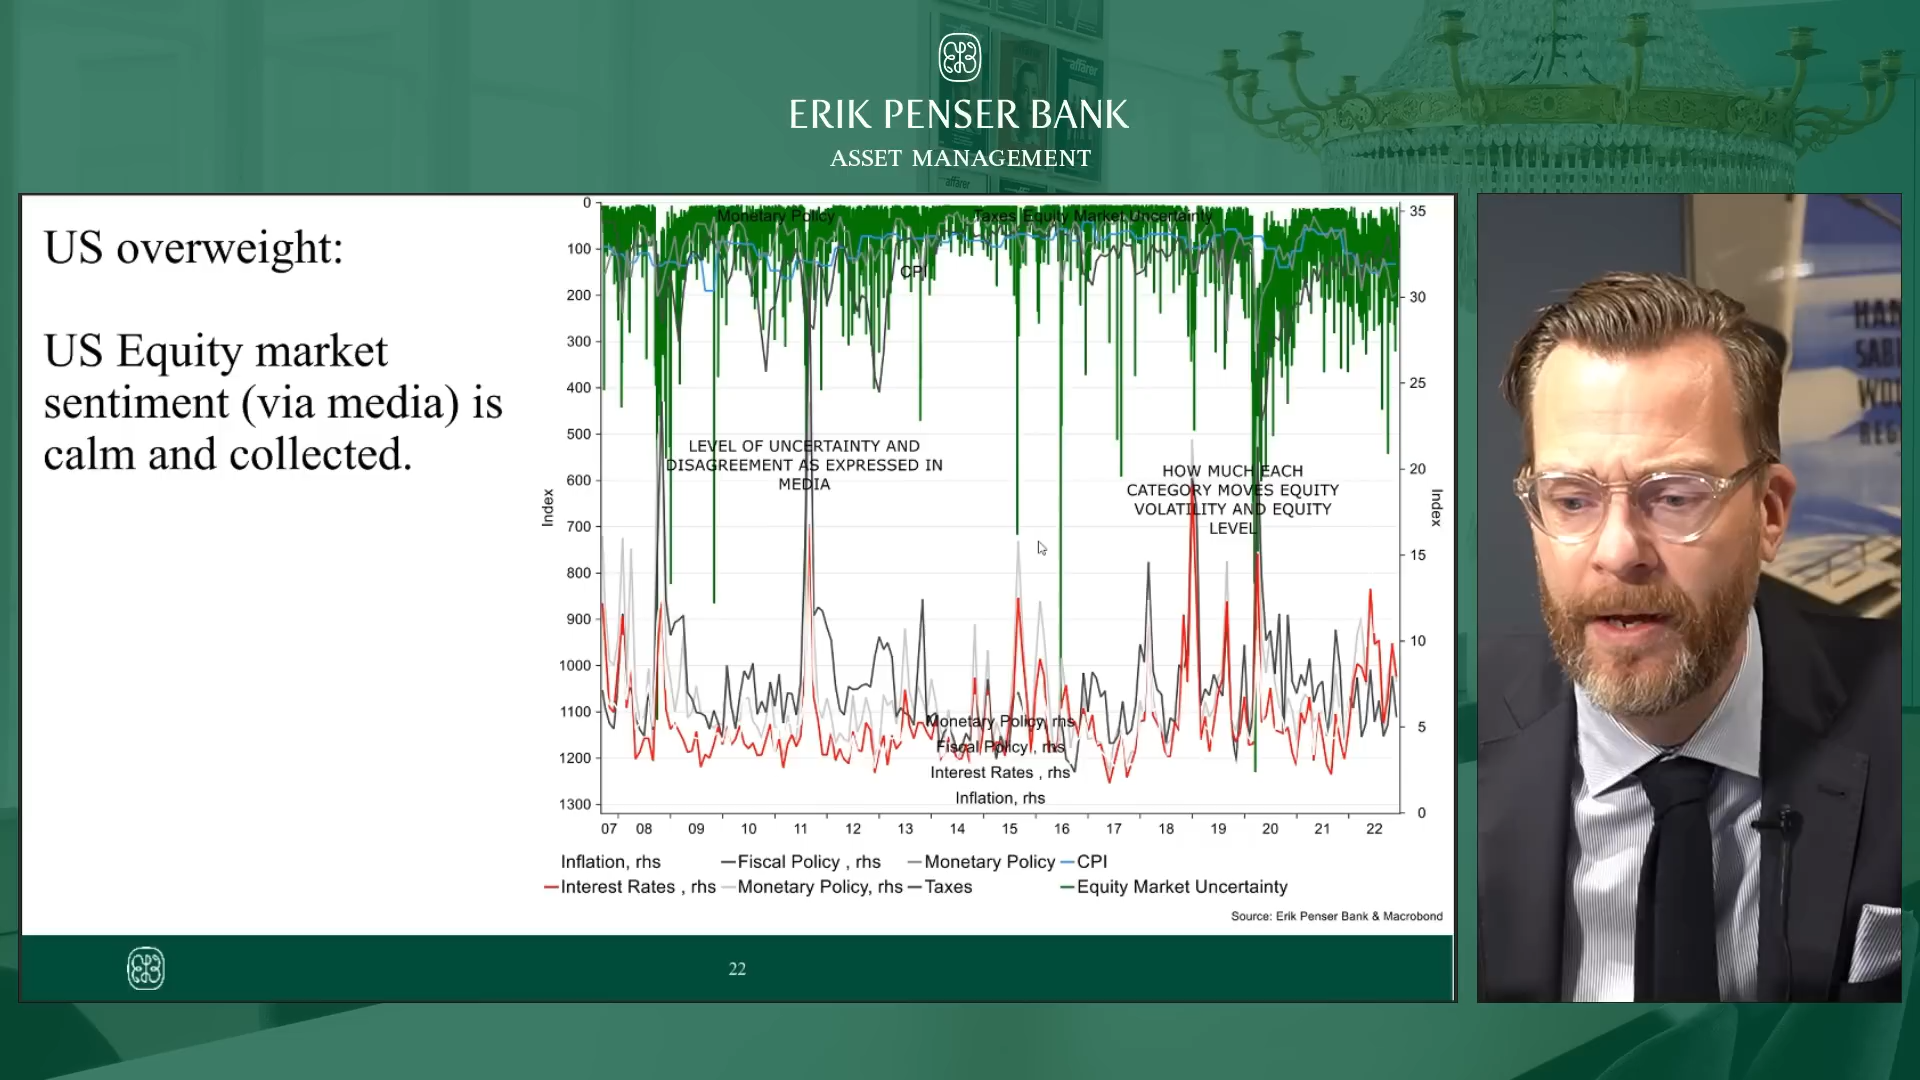 affärer
ERIK PENSER BANK
ASSET MANAGEMENT
affärer
affärer
US overweight:
US Equity market
sentiment (via media) is
calm and collected.
0
100
200
300
400
500
600
700
800
900
1000
1100
1200
1300
Index
Monetary Policy
Taxes
Equity Market Uncertainty
CPI
LEVEL OF UNCERTAINTY AND
DISAGREEMENT AS EXPRESSED IN
MEDIA
HOW MUCH EACH
CATEGORY MOVES EQUITY
VOLATILITY AND EQUITY
LEVEL
Monetary Policy, rhs
Fiscal Policy , rhs
Interest Rates , rhs
Inflation, rhs
35
30
25
20
15
10
5
0
Index
07 08 09 10 11 12 13 14 15 16 17 18 19 20 21 22
Inflation, rhs Fiscal Policy , rhs Monetary Policy CPI
Interest Rates , rhs Monetary Policy, rhs Taxes Equity Market Uncertainty
Source: Erik Penser Bank & Macrobond
22